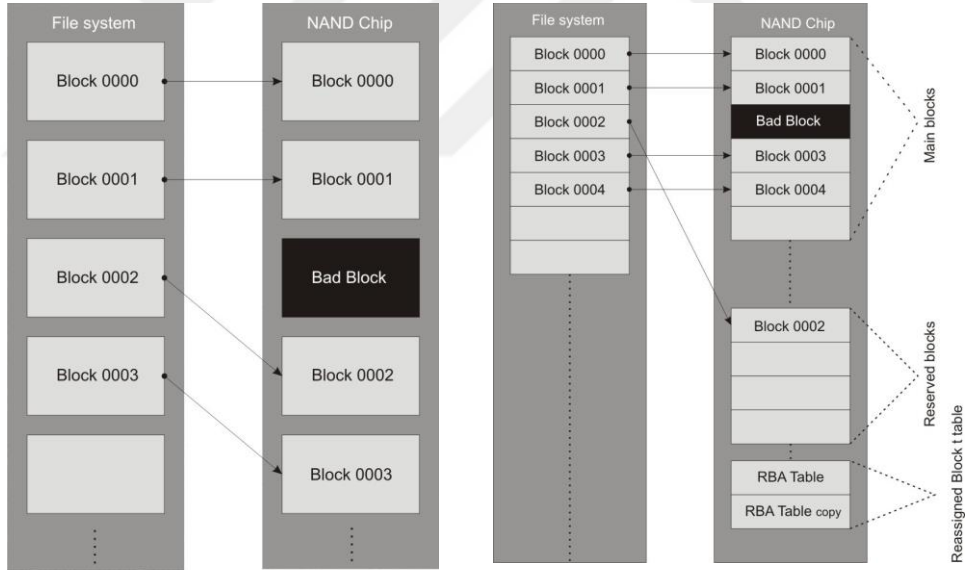 File system
Block 0000
Block 0001
Block 0002
Block 0003
NAND Chip
Block 0000
Block 0001
Bad Block
Block 0002
Block 0003
File system
Block 0000
Block 0001
Block 0002
Block 0003
Block 0004
NAND Chip
Block 0000
Block 0001
Bad Block
Block 0003
Block 0004
Block 0002
RBA Table
RBA Table copy
Main blocks
Reserved blocks
Reassigned Block t table